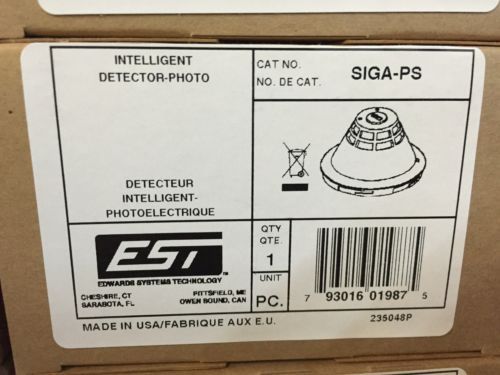 INTELLIGENT
DETECTOR-PHOTO
CAT NO.
NO. DE CAT.
SIGA-PS
DETECTEUR
INTELLIGENT-
PHOTOELECTRIQUE
EST
EDWARDS SYSTEMS TECHNOLOGY
CHESHIRE, CT
PITTSFIELD, ME
SARASOTA, FL
OWEN SOUND, CAN
QTY
QTE.
1
UNIT
PC.
7 93016 01987 5
MADE IN USA/FABRIQUE AUX E.U.
235048P